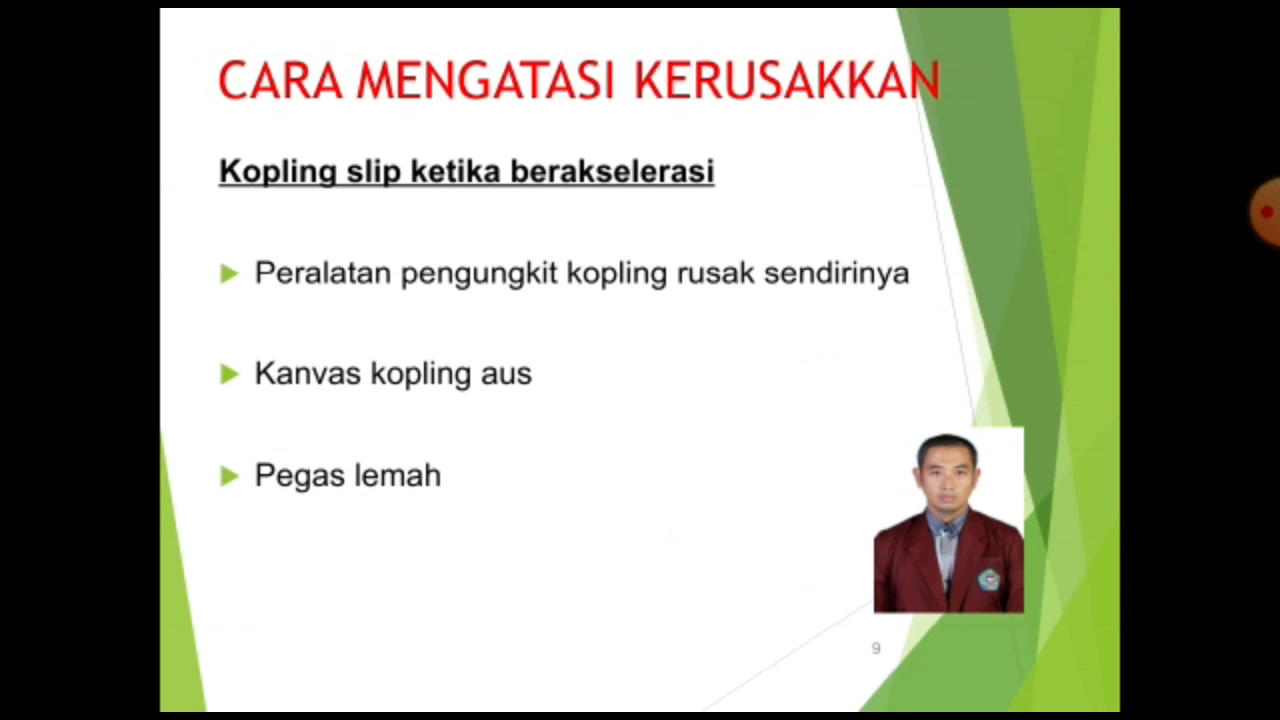 CARA MENGATASI KERUSAKKAN
Kopling slip ketika berakselerasi
Peralatan pengungkit kopling rusak sendirinya
Kanvas kopling aus
Pegas lemah
9